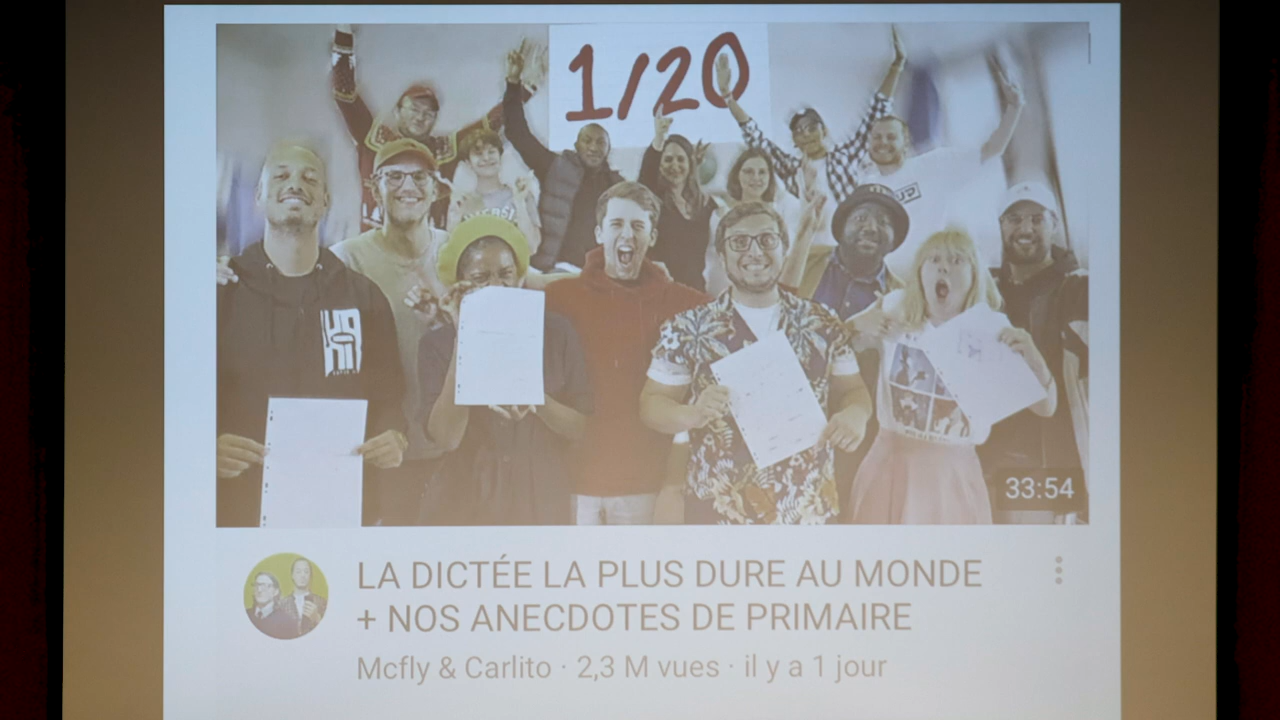 1/20
33:54
LA DICTÉE LA PLUS DURE AU MONDE
+ NOS ANECDOTES DE PRIMAIRE
Mcfly & Carlito · 2,3 M vues · il y a 1 jour